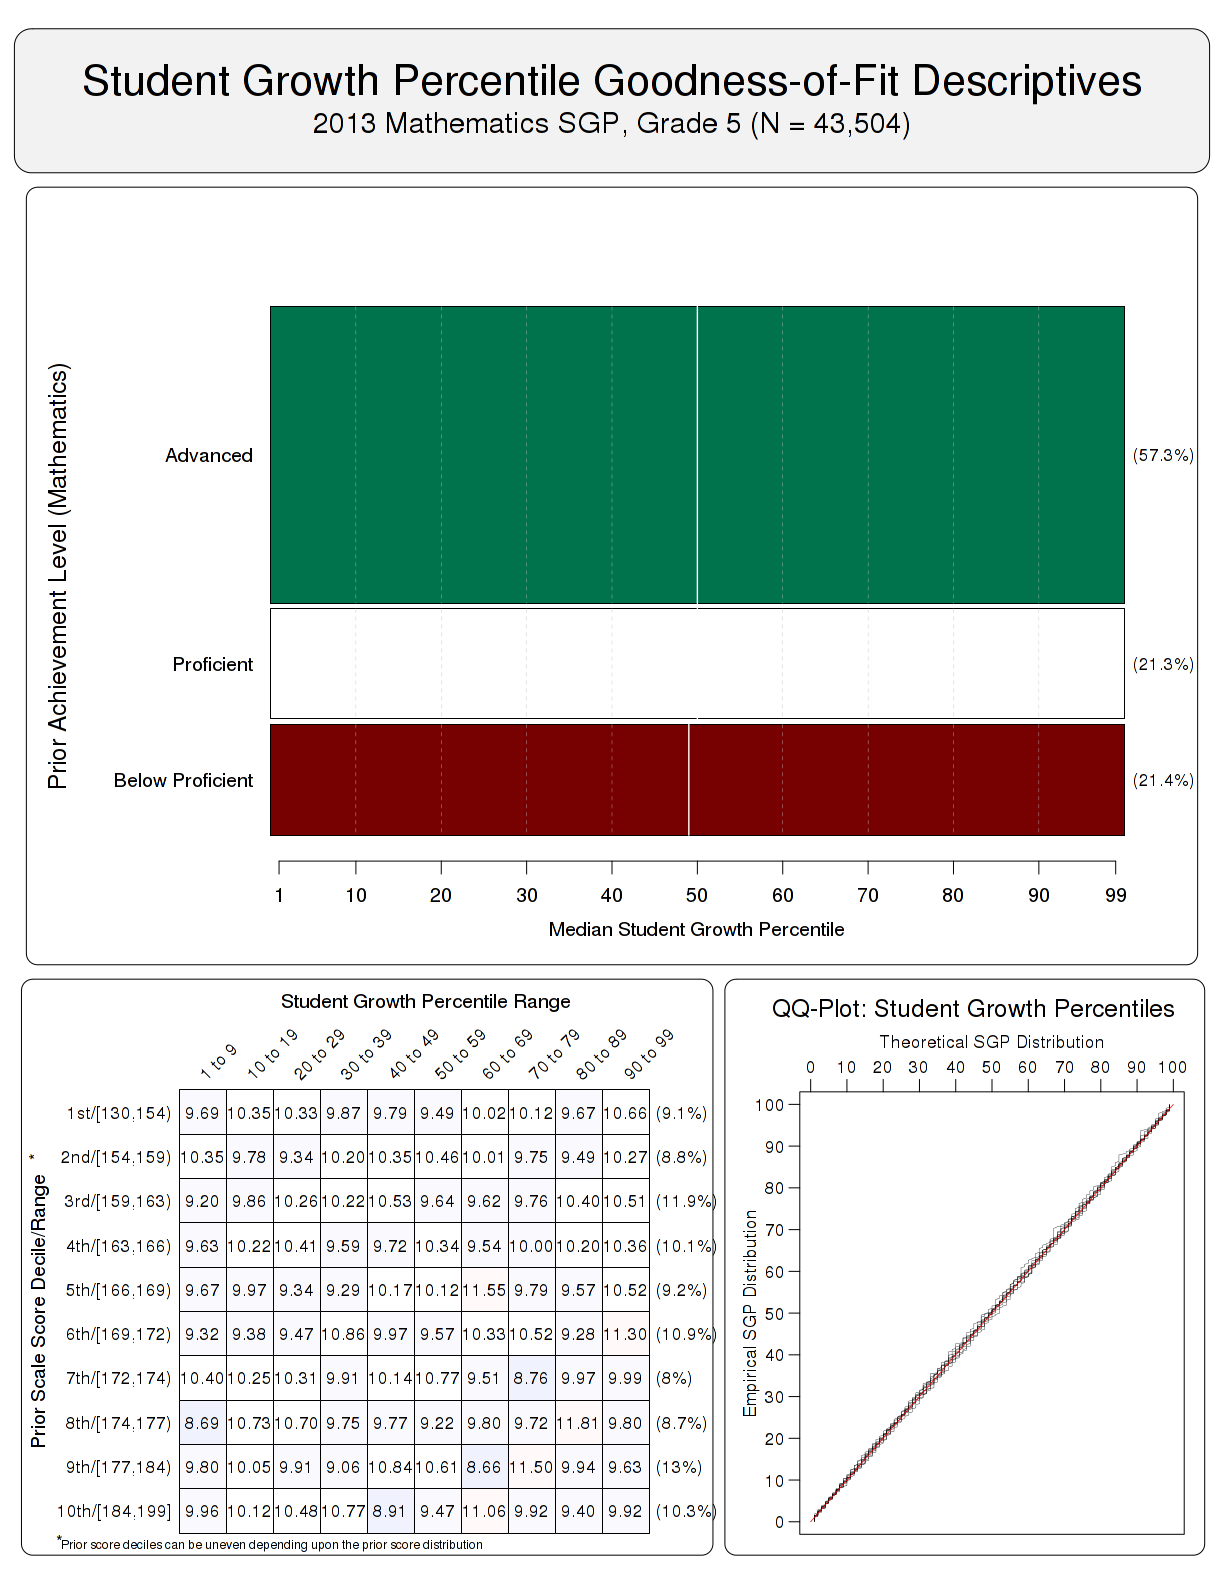 Student Growth Percentile Goodness-of-Fit Descriptives
2013 Mathematics SGP, Grade 5 (N = 43,504)
Prior Achievement Level (Mathematics)
Advanced (57.3%)
Proficient (21.3%)
Below Proficient (21.4%)
1 10 20 30 40 50 60 70 80 90 99
Median Student Growth Percentile
Student Growth Percentile Range
1 to 9 10 to 19 20 to 29 30 to 39 40 to 49 50 to 59 60 to 69 70 to 79 80 to 89 90 to 99
Prior Scale Score Decile/Range *
1st/[130,154) 9.69 10.35 10.33 9.87 9.79 9.49 10.02 10.12 9.67 10.66 (9.1%)
2nd/[154,159) 10.35 9.78 9.34 10.20 10.35 10.46 10.01 9.75 9.49 10.27 (8.8%)
3rd/[159,163) 9.20 9.86 10.26 10.22 10.53 9.64 9.62 9.76 10.40 10.51 (11.9%)
4th/[163,166) 9.63 10.22 10.41 9.59 9.72 10.34 9.54 10.00 10.20 10.36 (10.1%)
5th/[166,169) 9.67 9.97 9.34 9.29 10.17 10.12 11.55 9.79 9.57 10.52 (9.2%)
6th/[169,172) 9.32 9.38 9.47 10.86 9.97 9.57 10.33 10.52 9.28 11.30 (10.9%)
7th/[172,174) 10.40 10.25 10.31 9.91 10.14 10.77 9.51 8.76 9.97 9.99 (8%)
8th/[174,177) 8.69 10.73 10.70 9.75 9.77 9.22 9.80 9.72 11.81 9.80 (8.7%)
9th/[177,184) 9.80 10.05 9.91 9.06 10.84 10.61 8.66 11.50 9.94 9.63 (13%)
10th/[184,199] 9.96 10.12 10.48 10.77 8.91 9.47 11.06 9.92 9.40 9.92 (10.3%)
*Prior score deciles can be uneven depending upon the prior score distribution
QQ-Plot: Student Growth Percentiles
Theoretical SGP Distribution
0 10 20 30 40 50 60 70 80 90 100
Empirical SGP Distribution
100
90
80
70
60
50
40
30
20
10
0